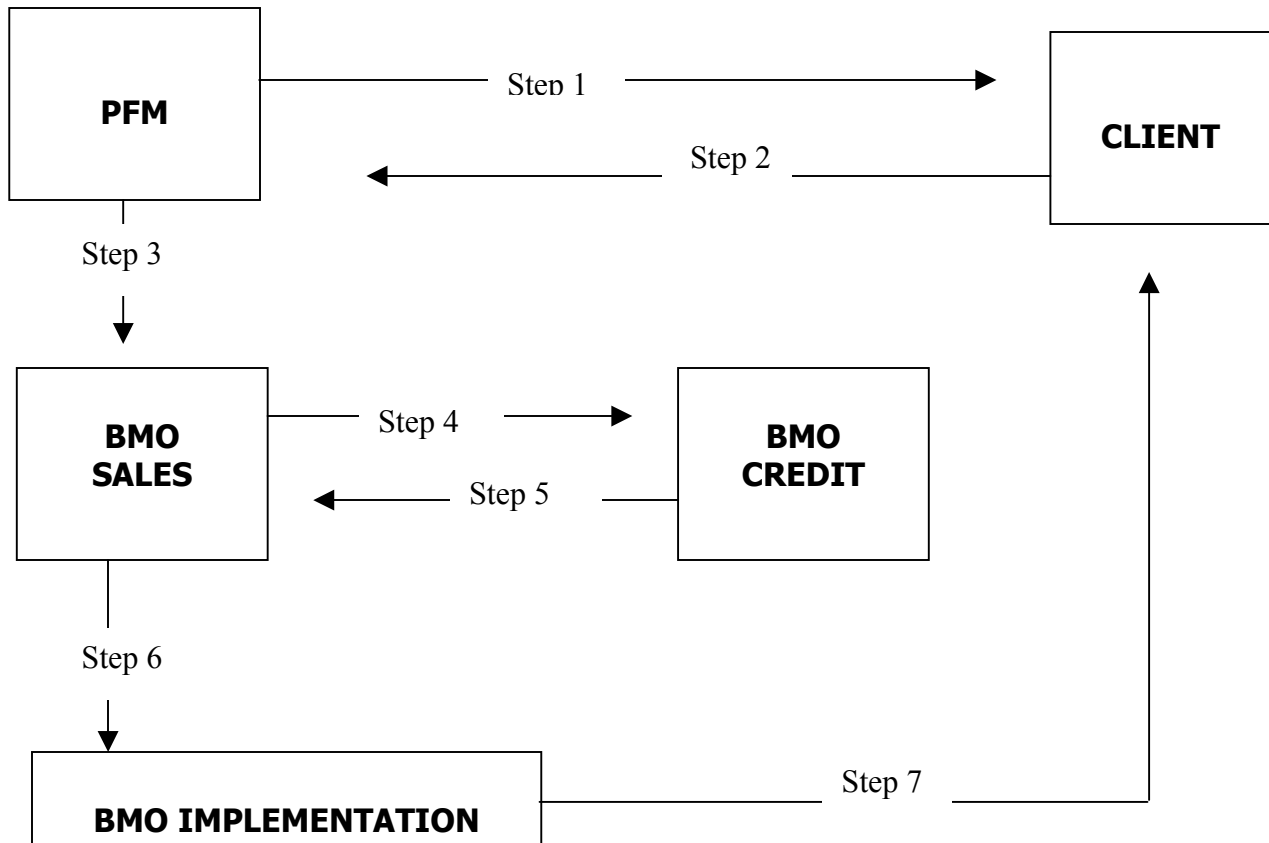 PFM
Step 1
CLIENT
Step 2
Step 3
BMO
SALES
Step 4
BMO
CREDIT
Step 5
Step 6
Step 7
BMO IMPLEMENTATION